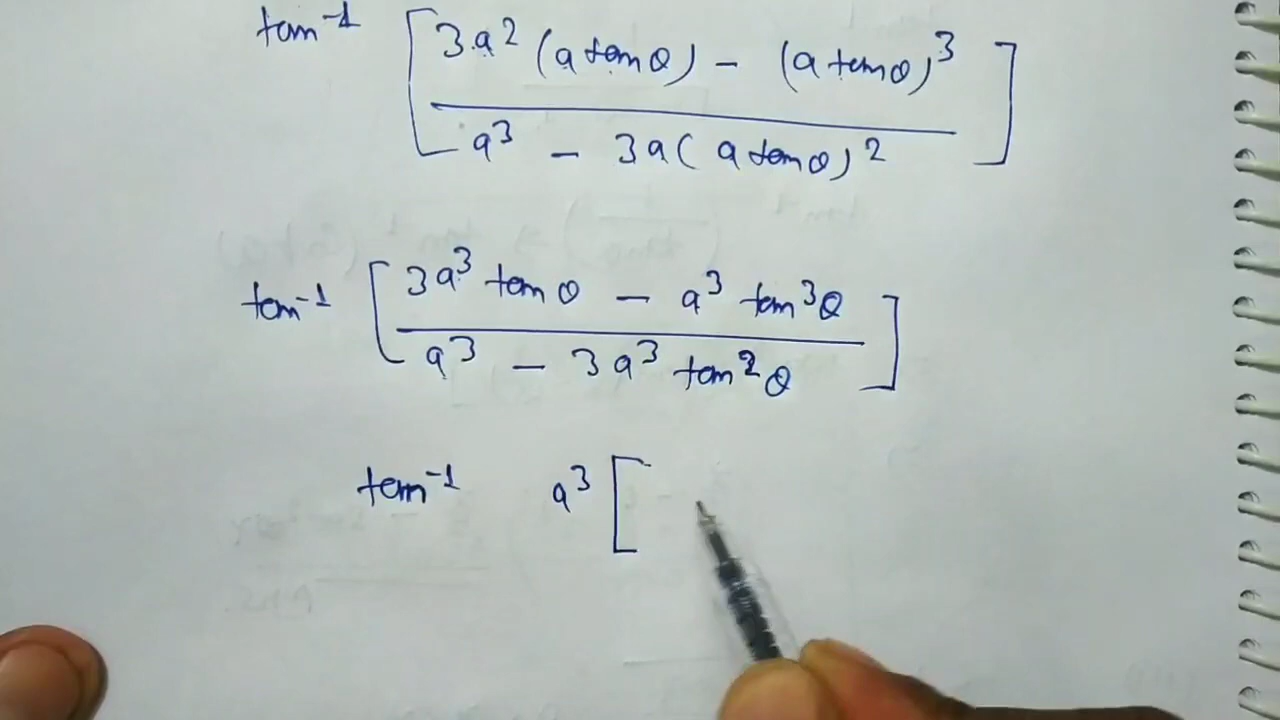 tan⁻¹ [ 3a² (a tanθ) - (a tanθ)³ / a³ - 3a( a tanθ)² ]
tan⁻¹ [ 3a³ tanθ - a³ tan³θ / a³ - 3a³ tan²θ ]
tan⁻¹ a³ [